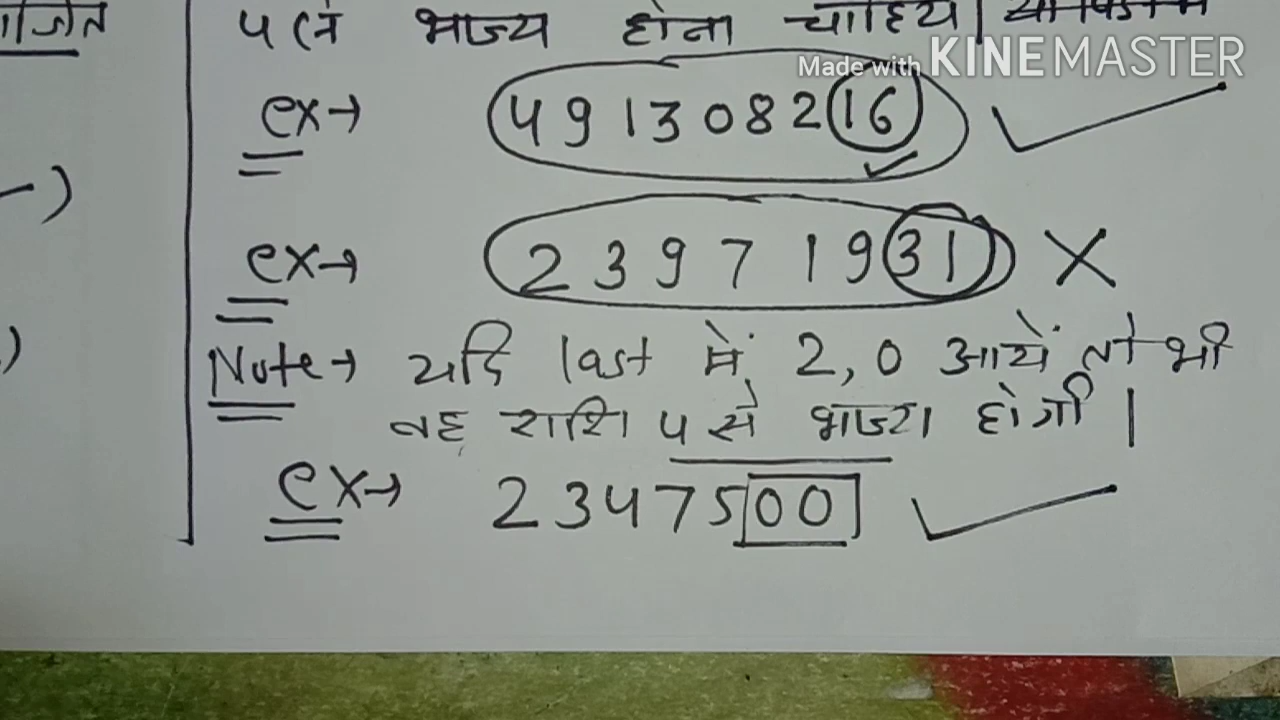 4 से भाज्य होना चाहिये |
Made with KINEMASTER
ex→ 491308216
ex→ 23971931
Note→ यदि last में 2,0 आयें तो भी
वह राशि 4 से भाज्य होगी |
ex→ 2347500